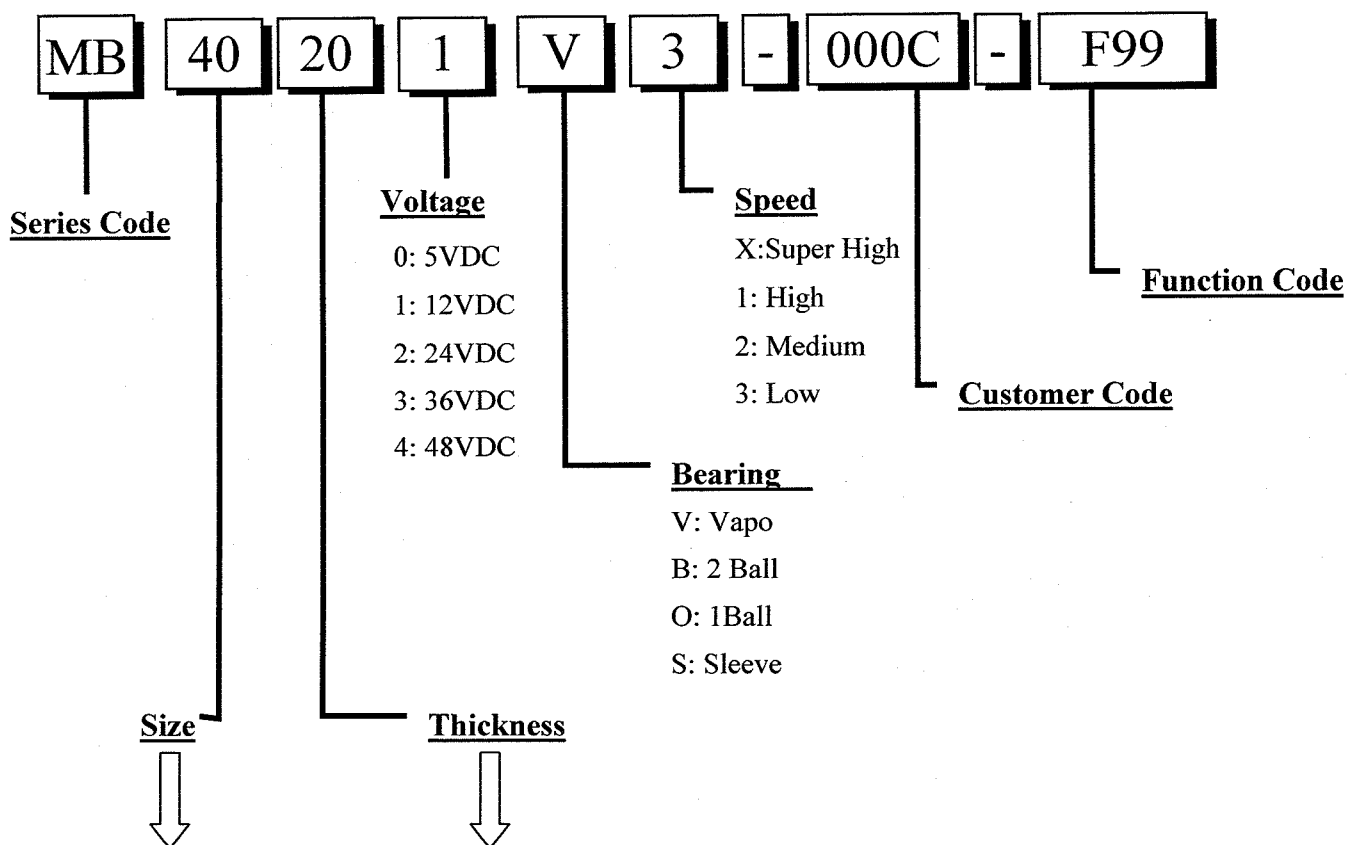 MB 40 20 1 V 3 - 000C - F99
Series Code
Voltage
0: 5VDC
1: 12VDC
2: 24VDC
3: 36VDC
4: 48VDC
Speed
X:Super High
1: High
2: Medium
3: Low
Function Code
Customer Code
Bearing
V: Vapo
B: 2 Ball
O: 1Ball
S: Sleeve
Size
Thickness